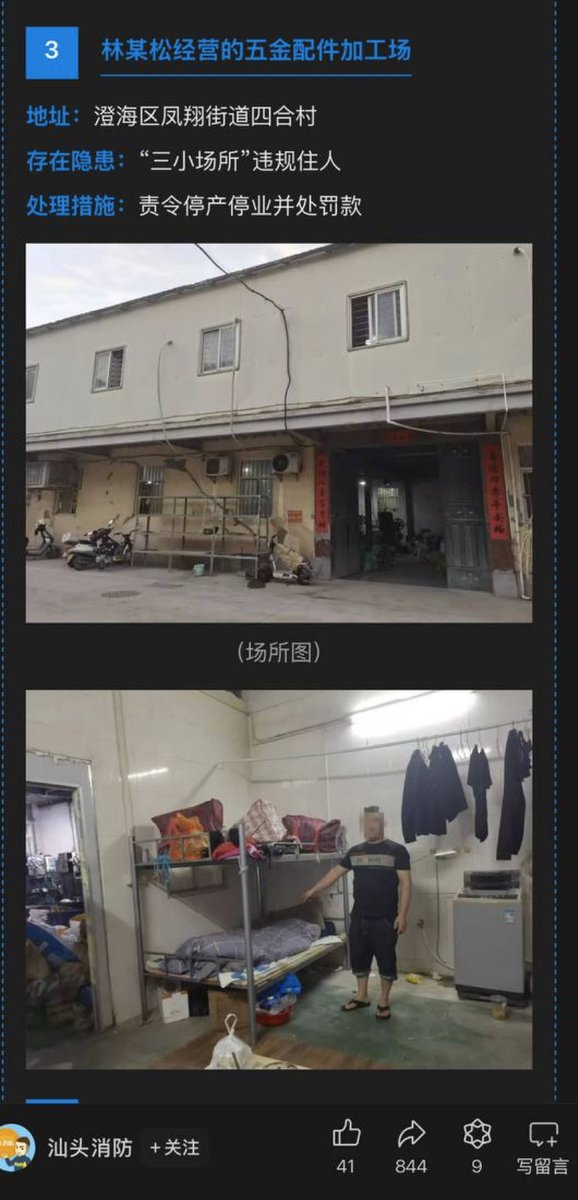 3
林某松经营的五金配件加工场
地址：澄海区凤翔街道四合村
存在隐患：“三小场所”违规住人
处理措施：责令停产停业并处罚款
（场所图）
汕头消防
+关注
41
844
9
写留言